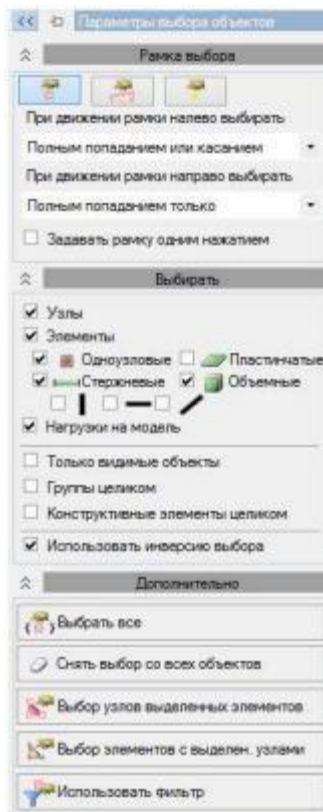 Параметры выбора объектов
Рамка выбора
При движении рамки налево выбирать
Полным попаданием или касанием
При движении рамки направо выбирать
Полным попаданием только
Задавать рамку одним нажатием
Выбирать
Узлы
Элементы
Одноузловые Пластинчатые
Стержневые Объемные
Нагрузки на модель
Только видимые объекты
Группы целиком
Конструктивные элементы целиком
Использовать инверсию выбора
Дополнительно
Выбрать все
Снять выбор со всех объектов
Выбор узлов выделенных элементов
Выбор элементов с выделен. узлами
Использовать фильтр